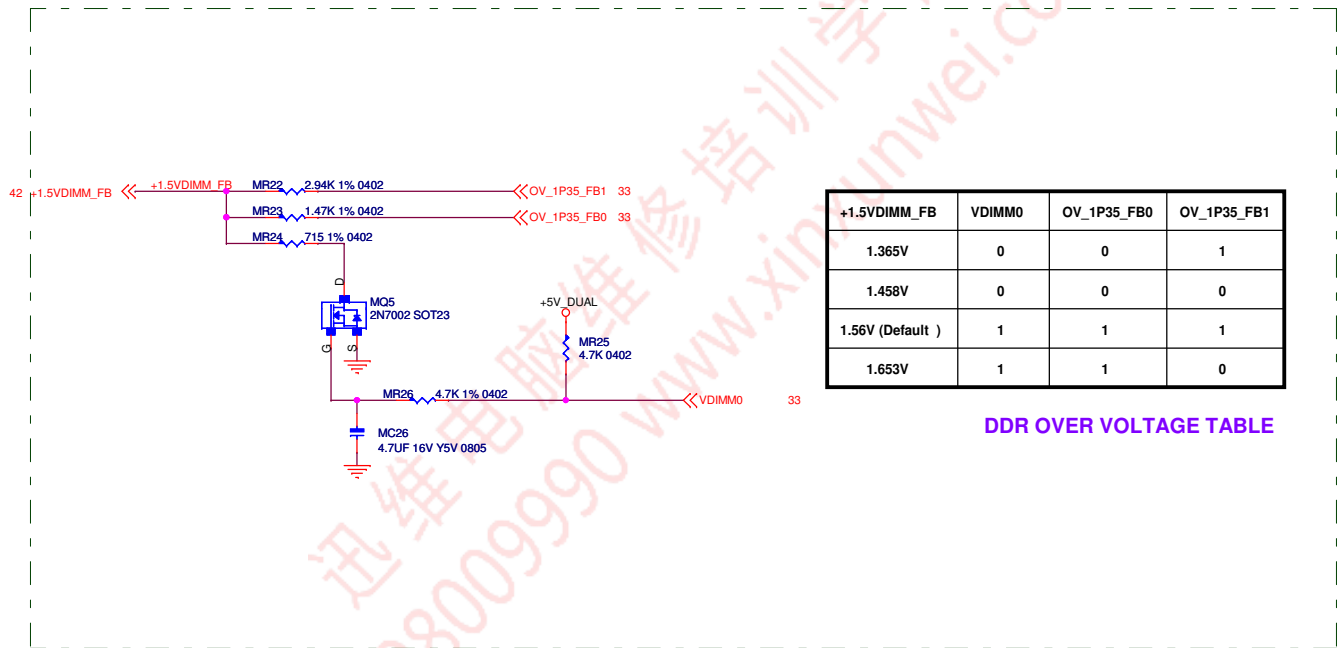 42 +1.5VDIMM_FB
+1.5VDIMM_FB
MR22 2.94K 1% 0402
OV_1P35_FB1 33
MR23 1.47K 1% 0402
OV_1P35_FB0 33
MR24 715 1% 0402
D
MQ5
2N7002 SOT23
G
S
+5V_DUAL
MR25
4.7K 0402
MR26 4.7K 1% 0402
VDIMM0 33
MC26
4.7UF 16V Y5V 0805
+1.5VDIMM_FB VDIMM0 OV_1P35_FB0 OV_1P35_FB1
1.365V 0 0 1
1.458V 0 0 0
1.56V (Default ) 1 1 1
1.653V 1 1 0
DDR OVER VOLTAGE TABLE
迅维电脑维修培训学
98009990 www.xinxunwei.co